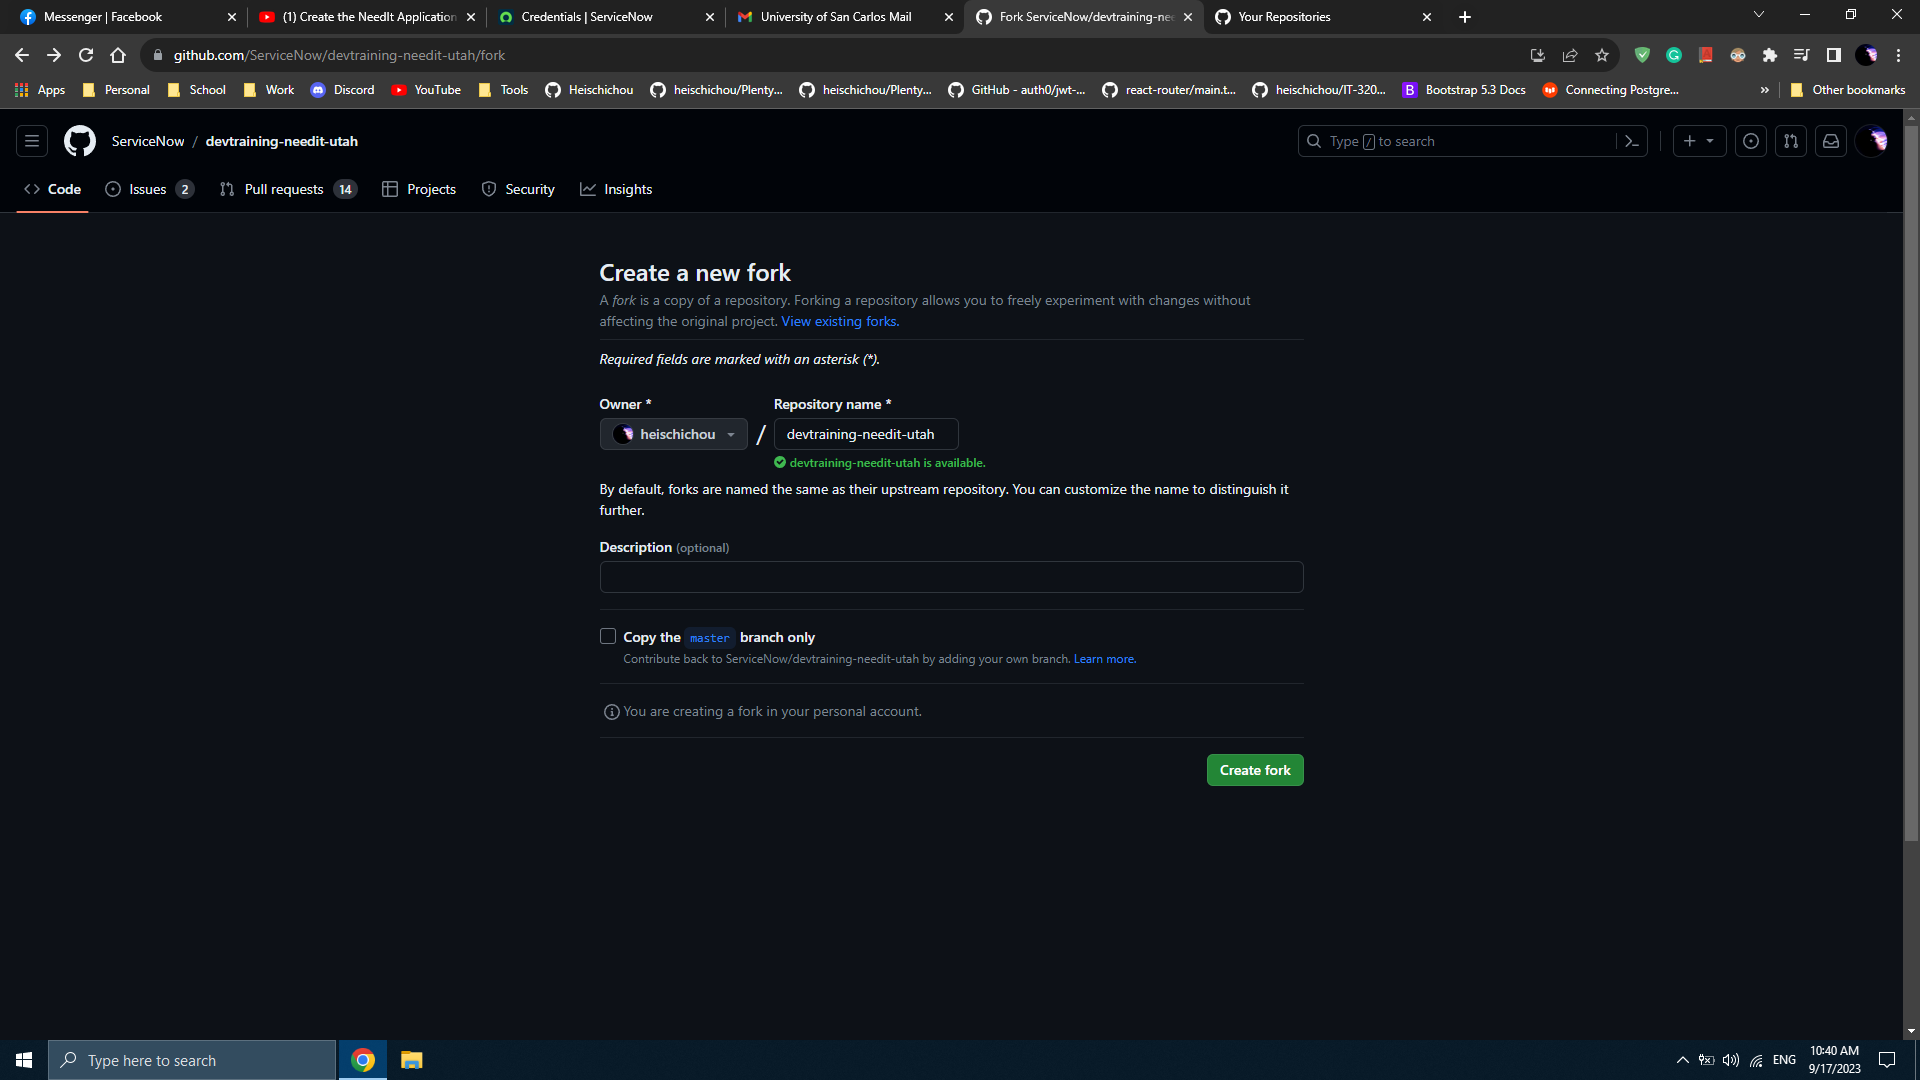 Messenger | Facebook
(1) Create the NeedIt Application
Credentials | ServiceNow
University of San Carlos Mail
Fork ServiceNow/devtraining-nee
Your Repositories
github.com/ServiceNow/devtraining-needit-utah/fork
Apps
Personal
School
Work
Discord
YouTube
Tools
Heischichou
heischichou/Plenty...
heischichou/Plenty...
GitHub - auth0/jwt-...
react-router/main.t...
heischichou/IT-320...
B
Bootstrap 5.3 Docs
Connecting Postgre...
»
Other bookmarks
ServiceNow / devtraining-needit-utah
Type / to search
Code
Issues 2
Pull requests 14
Projects
Security
Insights
Create a new fork
A fork is a copy of a repository. Forking a repository allows you to freely experiment with changes without
affecting the original project. View existing forks.
Required fields are marked with an asterisk (*).
Owner *
Repository name *
heischichou / devtraining-needit-utah
devtraining-needit-utah is available.
By default, forks are named the same as their upstream repository. You can customize the name to distinguish it
further.
Description (optional)
Copy the master branch only
Contribute back to ServiceNow/devtraining-needit-utah by adding your own branch. Learn more.
You are creating a fork in your personal account.
Create fork
Type here to search
ENG
10:40 AM
9/17/2023